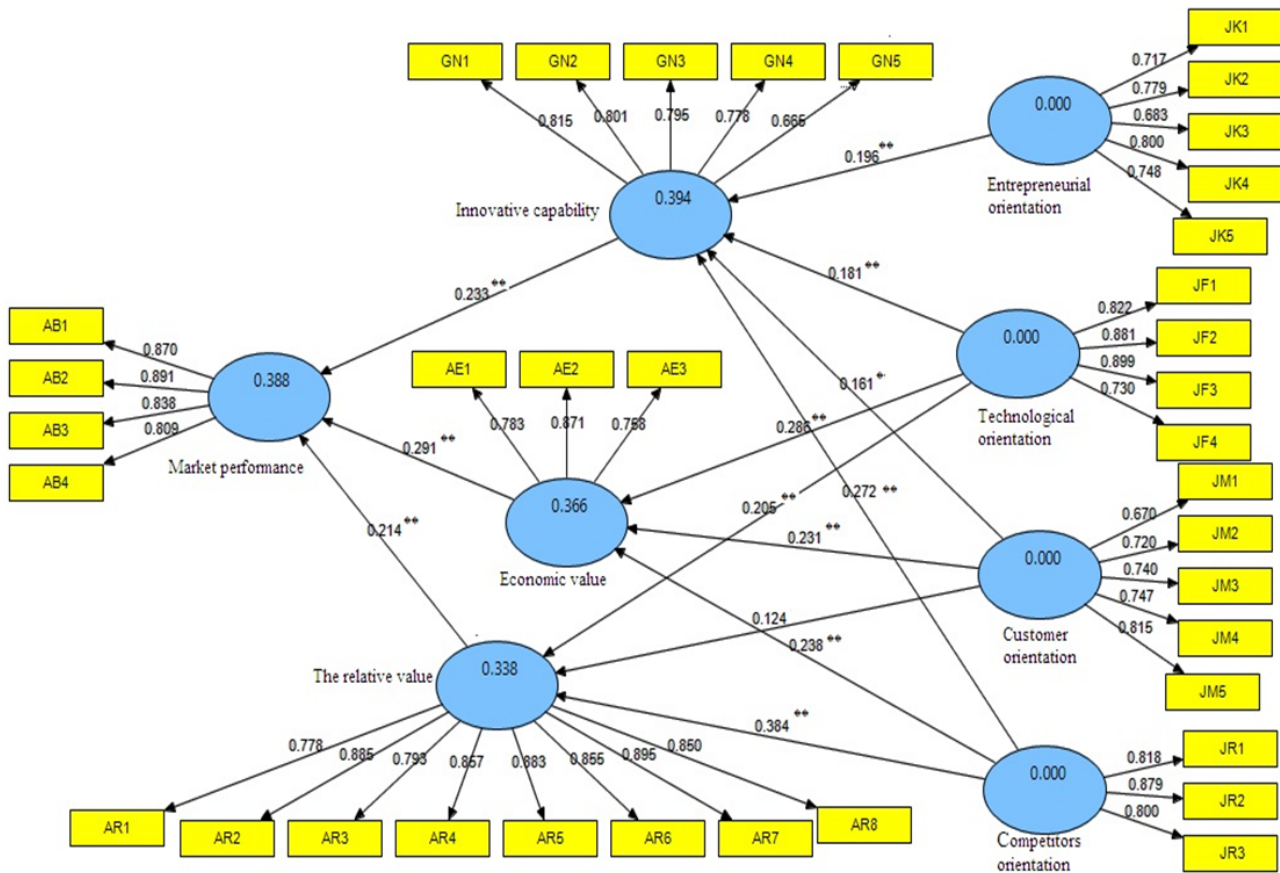 GN1 GN2 GN3 GN4 GN5
0.815 0.801 0.795 0.778 0.665
0.394
Innovative capability
JK1
JK2
JK3
JK4
JK5
0.717
0.779
0.683
0.800
0.748
0.000
Entrepreneurial
orientation
0.196 **
0.181 **
0.233 **
JF1
JF2
JF3
JF4
0.822
0.881
0.899
0.730
0.000
Technological
orientation
0.161 *
AB1
AB2
AB3
AB4
0.870
0.891
0.838
0.809
0.388
Market performance
AE1 AE2 AE3
0.783 0.871 0.758
0.291 **
0.366
Economic value
0.286 **
0.205 **
0.272 **
0.231 **
0.214 **
JM1
JM2
JM3
JM4
JM5
0.670
0.720
0.740
0.747
0.815
0.000
Customer
orientation
0.124
0.238 **
0.384 **
The relative value
0.338
0.778 0.885 0.793 0.857 0.883 0.855 0.895 0.850
AR1 AR2 AR3 AR4 AR5 AR6 AR7 AR8
0.000
Competitors
orientation
0.818
0.879
0.800
JR1
JR2
JR3